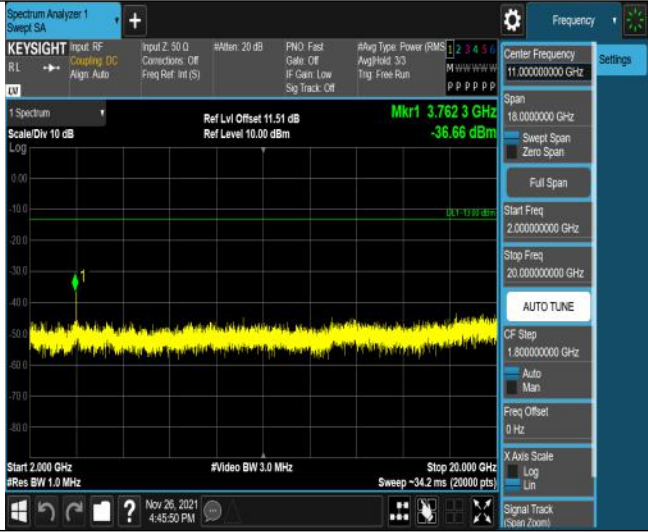 Spectrum Analyzer 1
Swept SA
+
Frequency
KEYSIGHT
RL
LV
Input: RF
Coupling: DC
Align: Auto
Input Z: 50 Ω
Corrections: Off
Freq Ref: Int (S)
#Atten: 20 dB
PNO: Fast
Gate: Off
IF Gain: Low
Sig Track: Off
#Avg Type: Power (RMS
Avg|Hold: 3/3
Trig: Free Run
1 2 3 4 5 6
M W W W W W
P P P P P P
1 Spectrum
Scale/Div 10 dB
Log
Ref Lvl Offset 11.51 dB
Ref Level 10.00 dBm
Mkr1 3.762 3 GHz
-36.66 dBm
0.00
-10.0
DL1 -13.00 dBm
-20.0
-30.0
1
-40.0
-50.0
-60.0
-70.0
-80.0
Start 2.000 GHz
#Res BW 1.0 MHz
#Video BW 3.0 MHz
Stop 20.000 GHz
Sweep ~34.2 ms (20000 pts)
?
Nov 26, 2021
4:45:50 PM
Center Frequency
11.000000000 GHz
Settings
Span
18.0000000 GHz
Swept Span
Zero Span
Full Span
Start Freq
2.000000000 GHz
Stop Freq
20.000000000 GHz
AUTO TUNE
CF Step
1.800000000 GHz
Auto
Man
Freq Offset
0 Hz
X Axis Scale
Log
Lin
Signal Track
(Span Zoom)